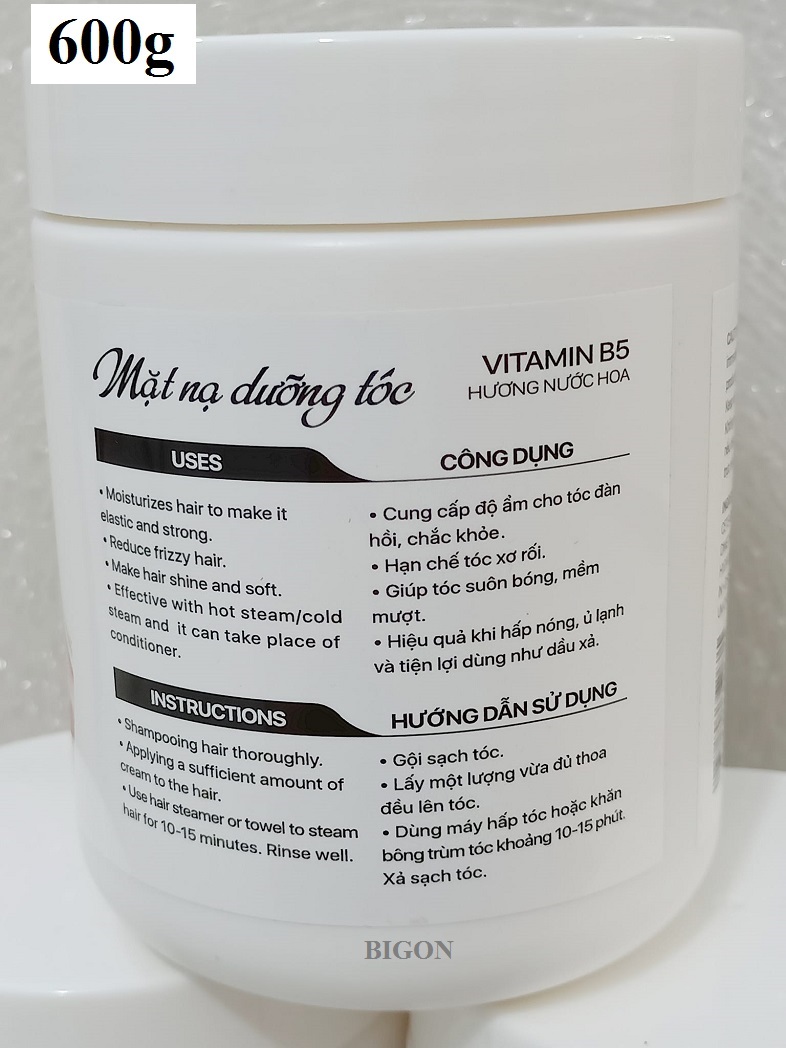 600g
Mặt nạ dưỡng tóc
VITAMIN B5
HƯƠNG NƯỚC HOA
USES
• Moisturizes hair to make it
elastic and strong.
• Reduce frizzy hair.
• Make hair shine and soft.
• Effective with hot steam/cold
steam and it can take place of
conditioner.
CÔNG DỤNG
• Cung cấp độ ẩm cho tóc đàn
hồi, chắc khỏe.
• Hạn chế tóc xơ rối.
• Giúp tóc suôn bóng, mềm
mượt.
• Hiệu quả khi hấp nóng, ủ lạnh
và tiện lợi dùng như dầu xả.
INSTRUCTIONS
• Shampooing hair thoroughly.
• Applying a sufficient amount of
cream to the hair.
• Use hair steamer or towel to steam
hair for 10-15 minutes. Rinse well.
HƯỚNG DẪN SỬ DỤNG
• Gội sạch tóc.
• Lấy một lượng vừa đủ thoa
đều lên tóc.
• Dùng máy hấp tóc hoặc khăn
bông trùm tóc khoảng 10-15 phút.
Xả sạch tóc.
BIGON